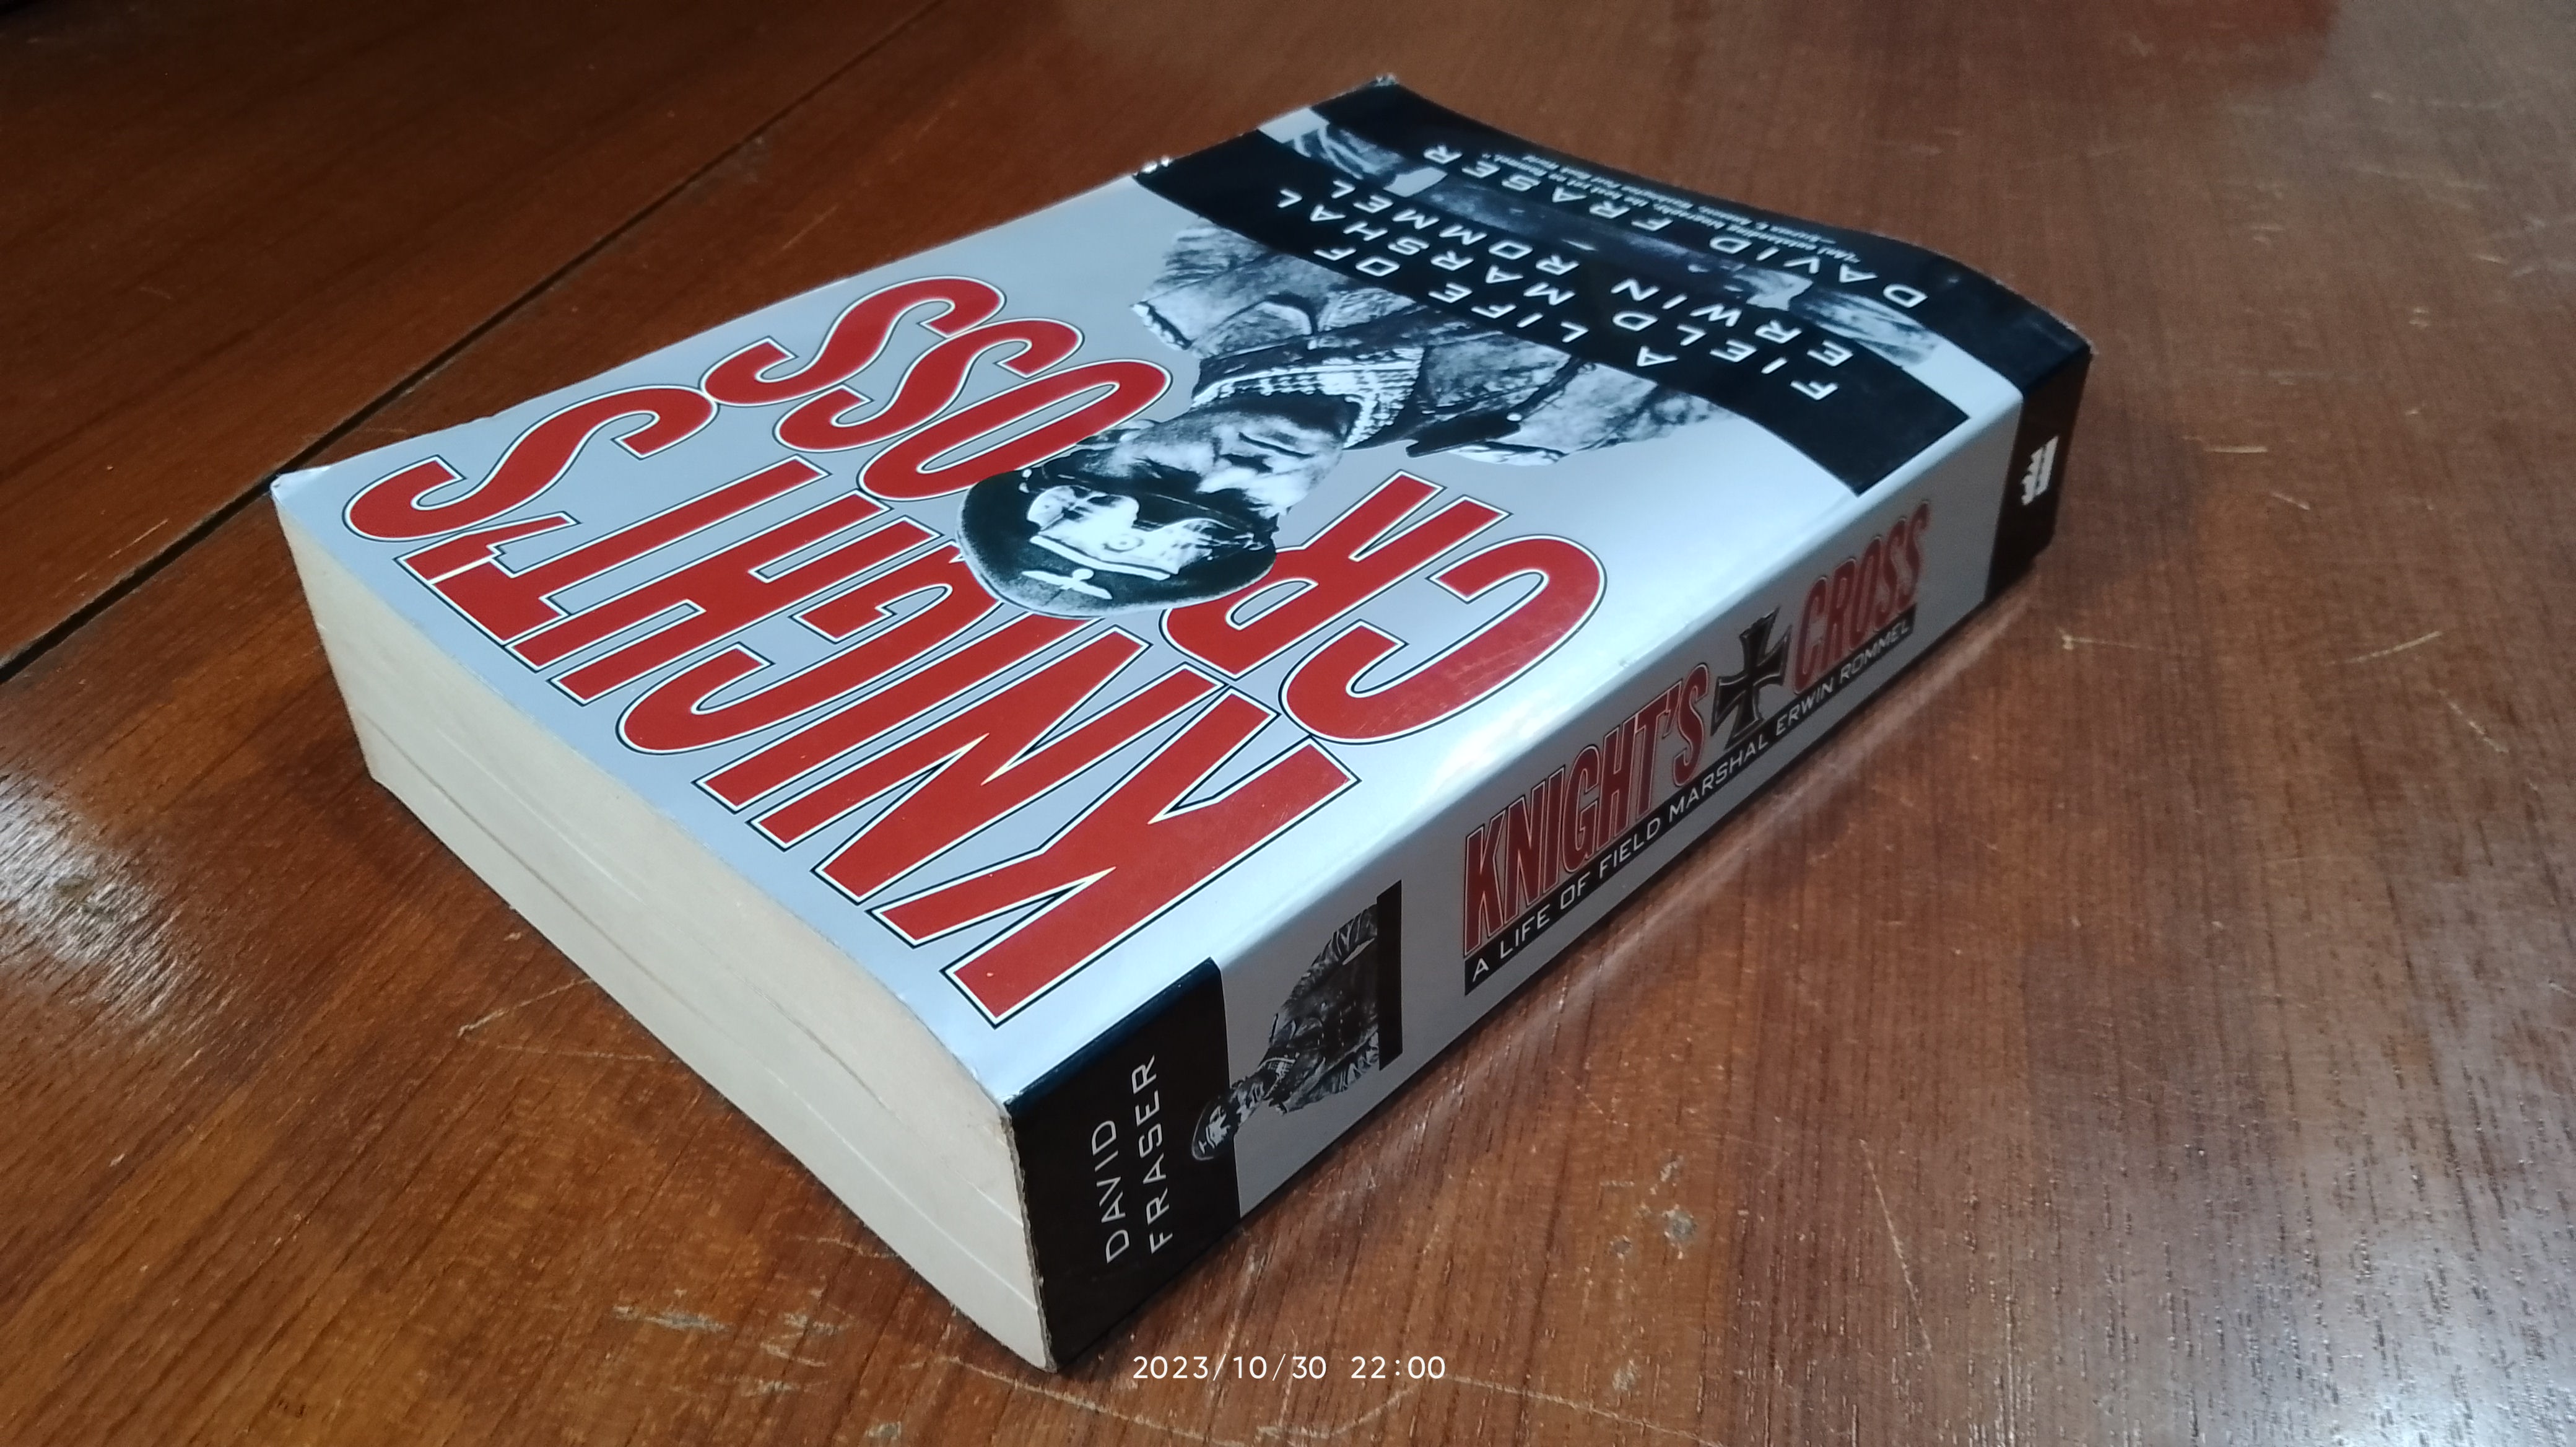 KNIGHT'S
CROSS
A LIFE OF
FIELD MARSHAL
ERWIN ROMMEL
DAVID FRASER
DAVID
FRASER
KNIGHT'S CROSS
A LIFE OF FIELD MARSHAL ERWIN ROMMEL
2023/10/30 22:00